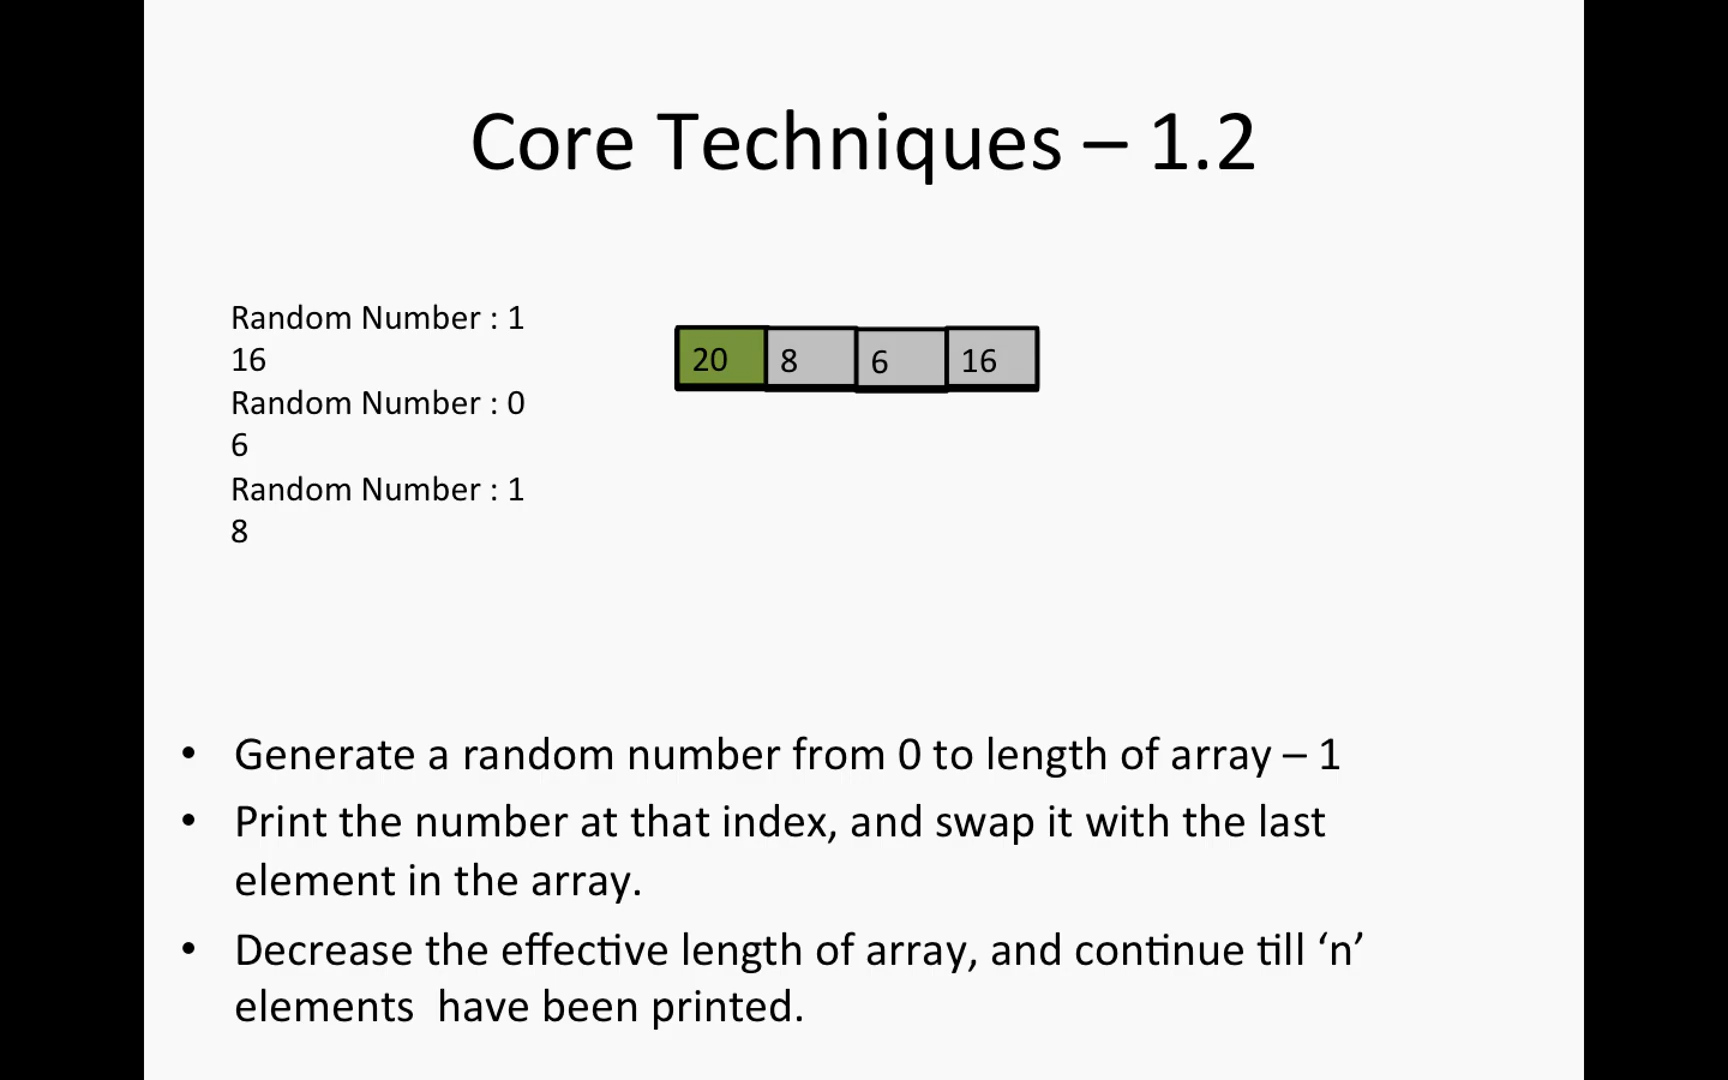 Core Techniques – 1.2
Random Number : 1
16
Random Number : 0
6
Random Number : 1
8
20 8 6 16
• Generate a random number from 0 to length of array – 1
• Print the number at that index, and swap it with the last
element in the array.
• Decrease the effective length of array, and continue till ‘n’
elements  have been printed.